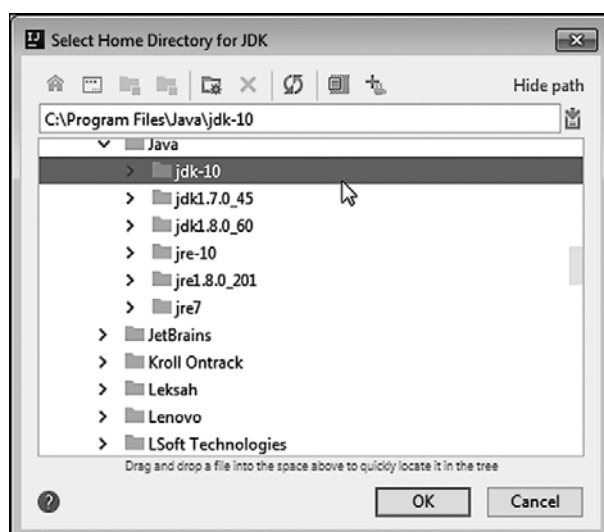 IJ Select Home Directory for JDK
Hide path
C:\Program Files\Java\jdk-10
Java
jdk-10
jdk1.7.0_45
jdk1.8.0_60
jre-10
jre1.8.0_201
jre7
JetBrains
Kroll Ontrack
Leksah
Lenovo
LSoft Technologies
Drag and drop a file into the space above to quickly locate it in the tree
? OK Cancel